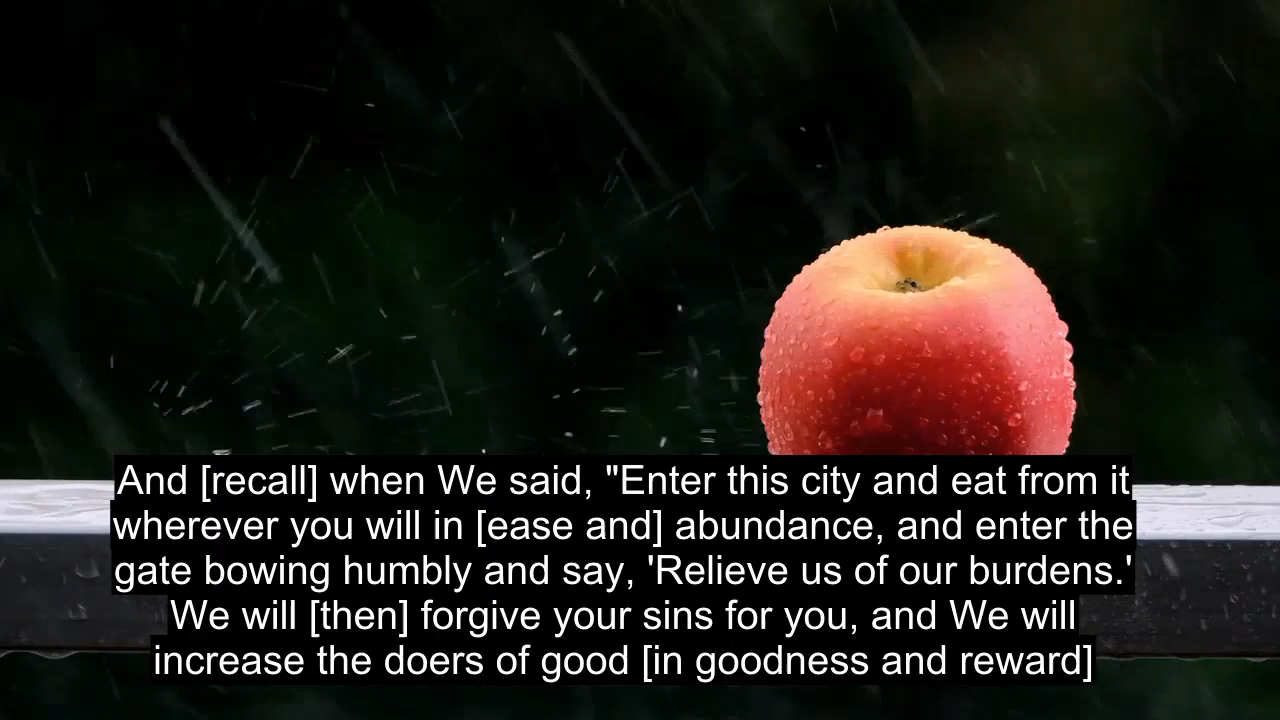 And [recall] when We said, "Enter this city and eat from it
wherever you will in [ease and] abundance, and enter the
gate bowing humbly and say, 'Relieve us of our burdens.'
We will [then] forgive your sins for you, and We will
increase the doers of good [in goodness and reward]